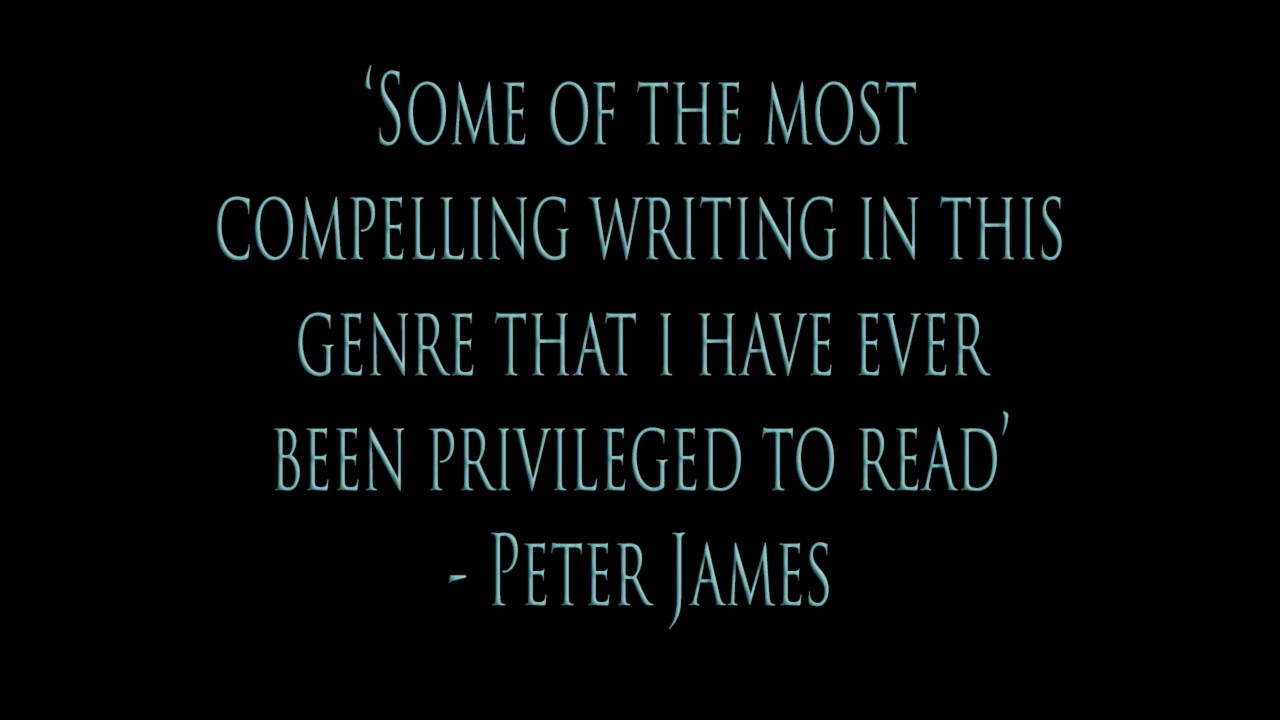 ‘Some of the most
compelling writing in this
genre that I have ever
been privileged to read’
- Peter James